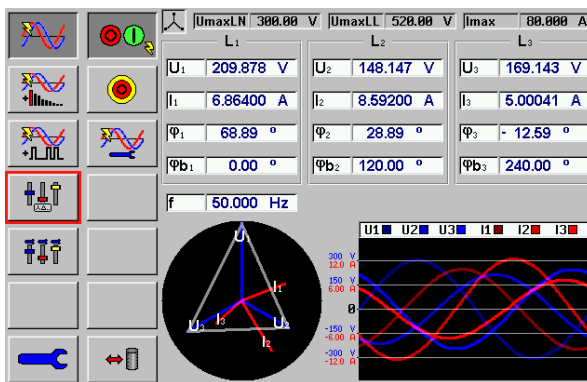 UmaxLN 300.00 V UmaxLL 520.00 V Imax 80.000 A
L1 L2 L3
U1 209.878 V U2 148.147 V U3 169.143 V
I1 6.86400 A I2 8.59200 A I3 5.00041 A
φ1 68.89 º φ2 28.89 º φ3 - 12.59 º
φb1 0.00 º φb2 120.00 º φb3 240.00 º
f 50.000 Hz
U1 U2 U3 I1 I2 I3
U1
I1
I3
U3 U2
I2
300 V
12.0 A
150 V
6.00 A
0
-150 V
-6.00 A
-300 V
-12.0 A